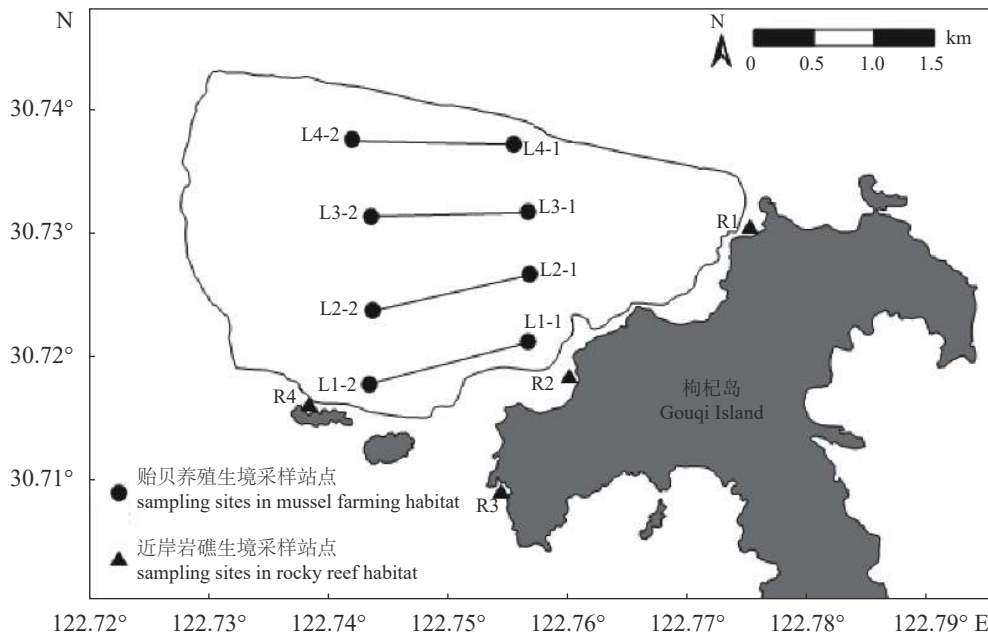 N
N
km
0 0.5 1.0 1.5
30.74°
L4-2
L4-1
L3-2
L3-1
30.73°
R1
L2-1
L2-2
L1-1
30.72°
L1-2
R2
R4
枸杞岛
Gouqi Island
30.71°
R3
贻贝养殖生境采样站点
sampling sites in mussel farming habitat
近岸岩礁生境采样站点
sampling sites in rocky reef habitat
122.72° 122.73° 122.74° 122.75° 122.76° 122.77° 122.78° 122.79° E